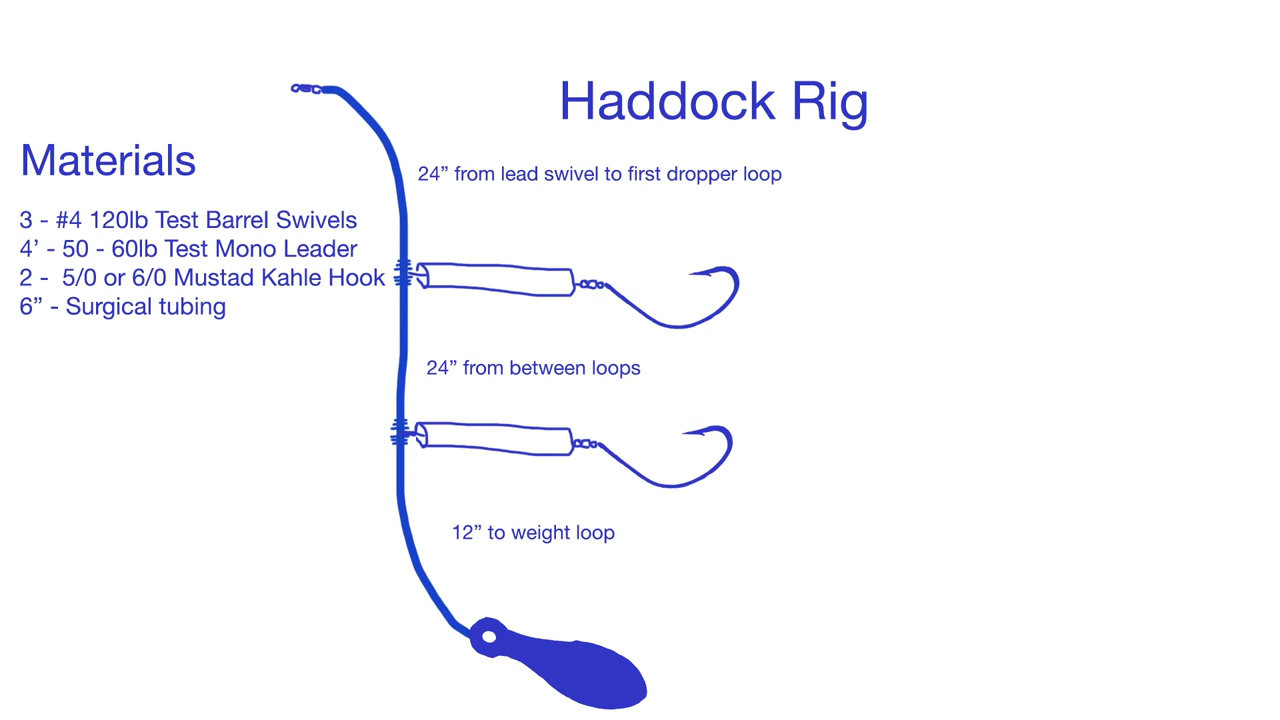 Haddock Rig
Materials
3 - #4 120lb Test Barrel Swivels
4’ - 50 - 60lb Test Mono Leader
2 -  5/0 or 6/0 Mustad Kahle Hook
6” - Surgical tubing
24” from lead swivel to first dropper loop
24” from between loops
12” to weight loop